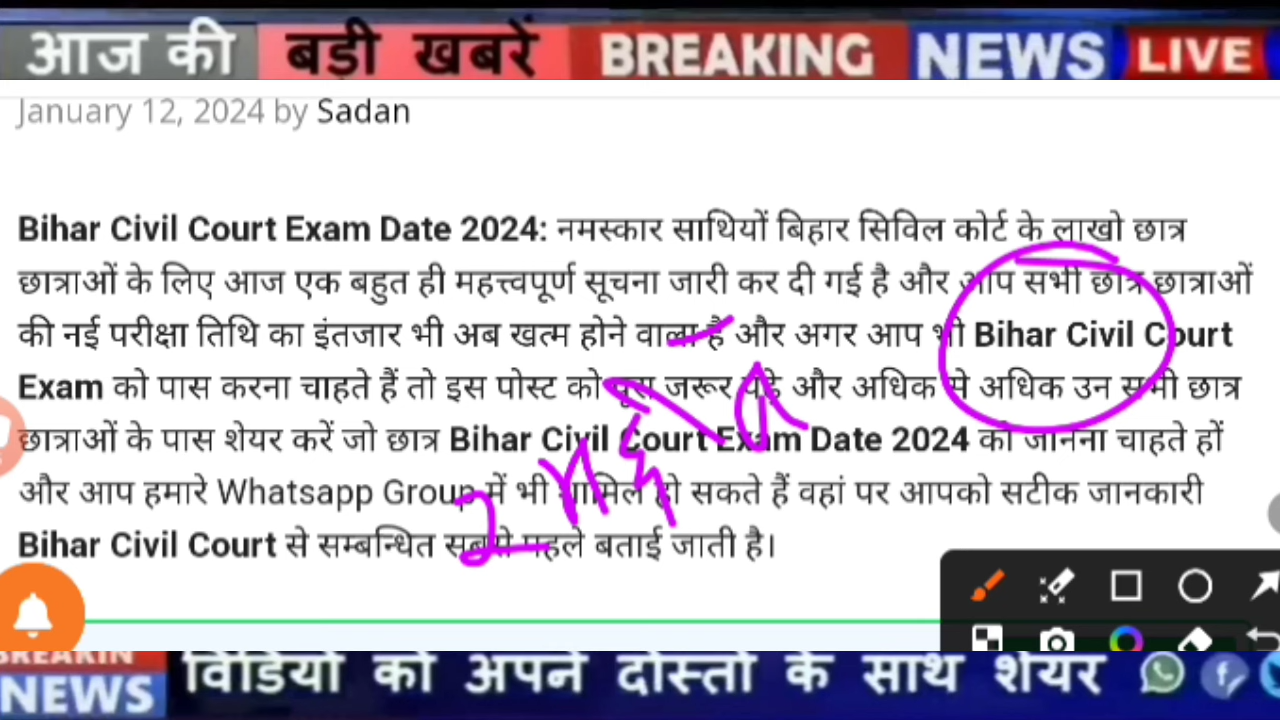 आज की बड़ी खबरें BREAKING NEWS LIVE
January 12, 2024 by Sadan
Bihar Civil Court Exam Date 2024: नमस्कार साथियों बिहार सिविल कोर्ट के लाखो छात्र
छात्राओं के लिए आज एक बहुत ही महत्त्वपूर्ण सूचना जारी कर दी गई है और आप सभी छात्र छात्राओं
की नई परीक्षा तिथि का इंतजार भी अब खत्म होने वाला है और अगर आप भी Bihar Civil Court
Exam को पास करना चाहते हैं तो इस पोस्ट को पूरा जरूर पढ़े और अधिक से अधिक उन सभी छात्र
छात्राओं के पास शेयर करें जो छात्र Bihar Civil Court Exam Date 2024 को जानना चाहते हों
और आप हमारे Whatsapp Group में भी शामिल हो सकते हैं वहां पर आपको सटीक जानकारी
Bihar Civil Court से सम्बन्धित सबसे पहले बताई जाती है।
BREAKIN
NEWS
विडियो को अपने दोस्तों के साथ शेयर